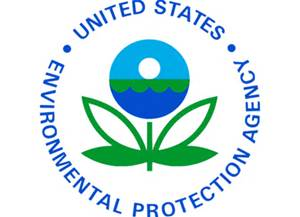 UNITED STATES
• ENVIRONMENTAL PROTECTION AGENCY •